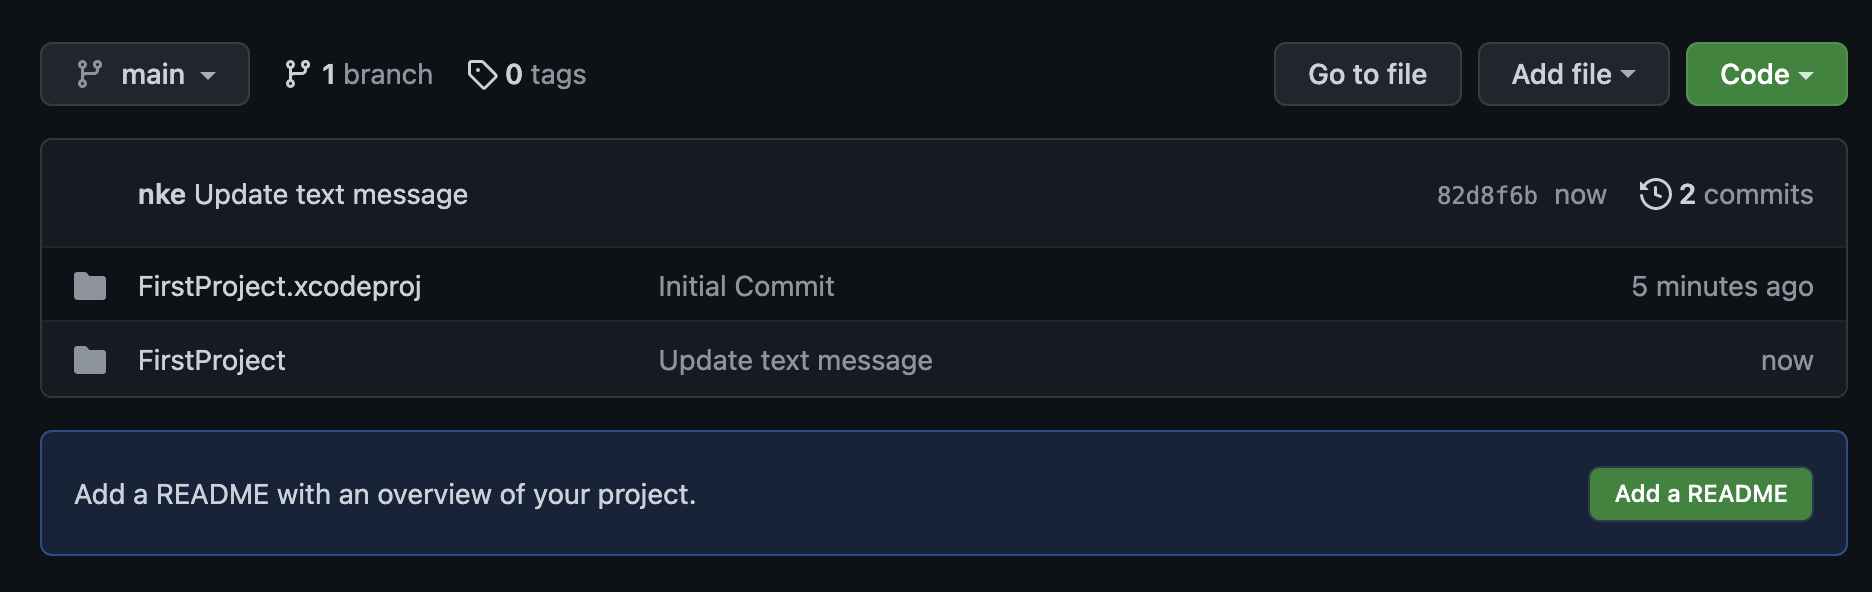 main 1 branch 0 tags Go to file Add file Code
nke Update text message 82d8f6b now 2 commits
FirstProject.xcodeproj Initial Commit 5 minutes ago
FirstProject Update text message now
Add a README with an overview of your project. Add a README